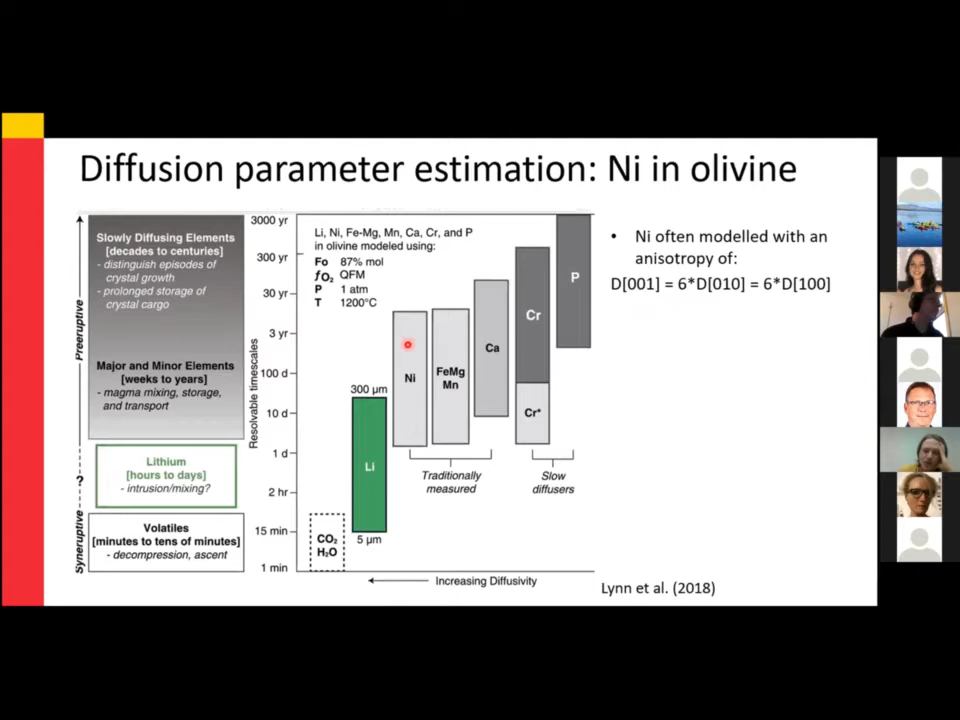 Diffusion parameter estimation: Ni in olivine
Slowly Diffusing Elements
[decades to centuries]
- distinguish episodes of
crystal growth
- prolonged storage of
crystal cargo
Major and Minor Elements
[weeks to years]
- magma mixing, storage,
and transport
Lithium
[hours to days]
- intrusion/mixing?
Volatiles
[minutes to tens of minutes]
- decompression, ascent
Preeruptive
?
Syneruptive
Resolvable timescales
3000 yr
300 yr
30 yr
3 yr
100 d
10 d
1 d
2 hr
15 min
1 min
Li, Ni, Fe-Mg, Mn, Ca, Cr, and P
in olivine modeled using:
Fo 87% mol
ƒO₂ QFM
P 1 atm
T 1200°C
CO₂
H₂O
300 µm
Li
5 µm
Ni
FeMg
Mn
Ca
Cr
Cr*
P
Traditionally
measured
Slow
diffusers
Increasing Diffusivity
• Ni often modelled with an
anisotropy of:
D[001] = 6*D[010] = 6*D[100]
Lynn et al. (2018)